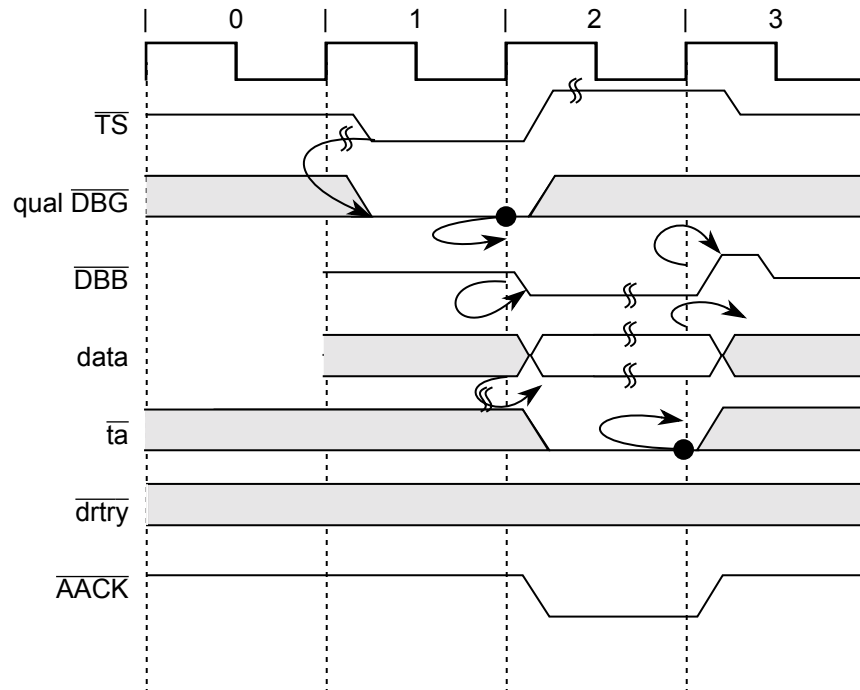 | 0 | 1 | 2 | 3
TS
qual DBG
DBB
data
ta
drtry
AACK